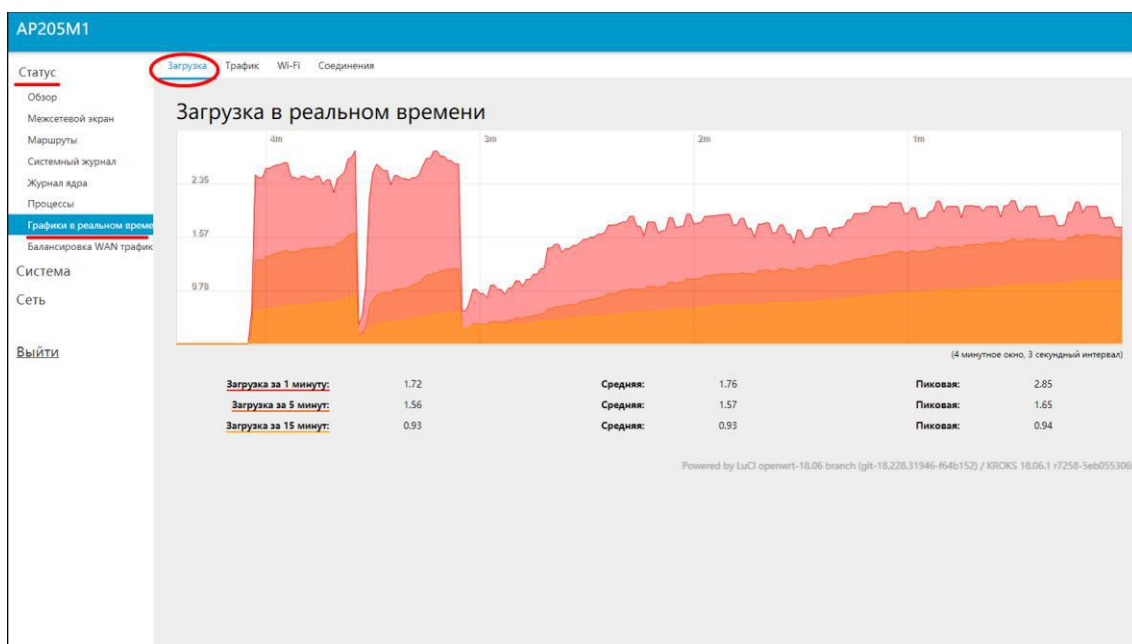 AP205M1
Статус
Обзор
Межсетевой экран
Маршруты
Системный журнал
Журнал ядра
Процессы
Графики в реальном време
Балансировка WAN трафик
Система
Сеть
Выйти
Загрузка Трафик Wi-Fi Соединения
Загрузка в реальном времени
4m 3m 2m 1m
2.35
1.57
0.78
(4 минутное окно, 3 секундный интервал)
Загрузка за 1 минуту: 1.72 Средняя: 1.76 Пиковая: 2.85
Загрузка за 5 минут: 1.56 Средняя: 1.57 Пиковая: 1.65
Загрузка за 15 минут: 0.93 Средняя: 0.93 Пиковая: 0.94
Powered by LuCI openwrt-18.06 branch (git-18.228.31946-f64b152) / KROKS 18.06.1 r7258-5eb055306